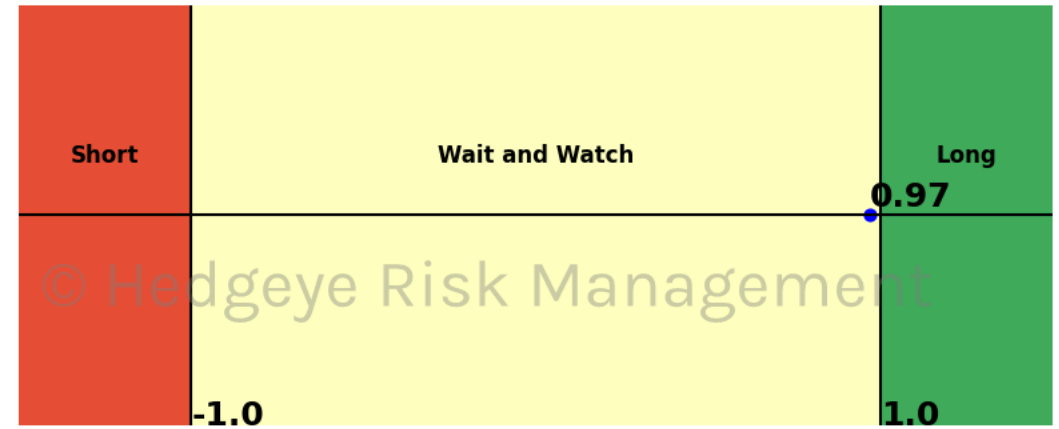 Short
Wait and Watch
Long
0.97
© Hedgeye Risk Management
-1.0
1.0